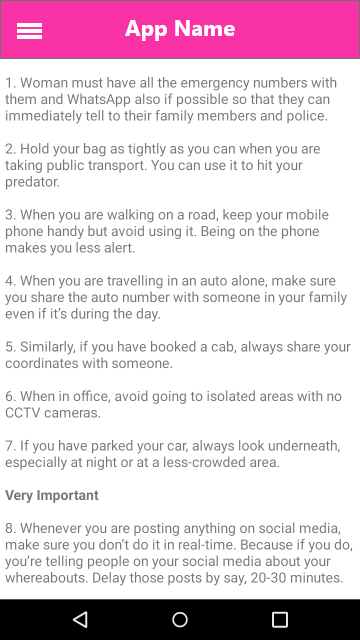 App Name
1. Woman must have all the emergency numbers with
them and WhatsApp also if possible so that they can
immediately tell to their family members and police.
2. Hold your bag as tightly as you can when you are
taking public transport. You can use it to hit your
predator.
3. When you are walking on a road, keep your mobile
phone handy but avoid using it. Being on the phone
makes you less alert.
4. When you are travelling in an auto alone, make sure
you share the auto number with someone in your family
even if it’s during the day.
5. Similarly, if you have booked a cab, always share your
coordinates with someone.
6. When in office, avoid going to isolated areas with no
CCTV cameras.
7. If you have parked your car, always look underneath,
especially at night or at a less-crowded area.
Very Important
8. Whenever you are posting anything on social media,
make sure you don’t do it in real-time. Because if you do,
you’re telling people on your social media about your
whereabouts. Delay those posts by say, 20-30 minutes.